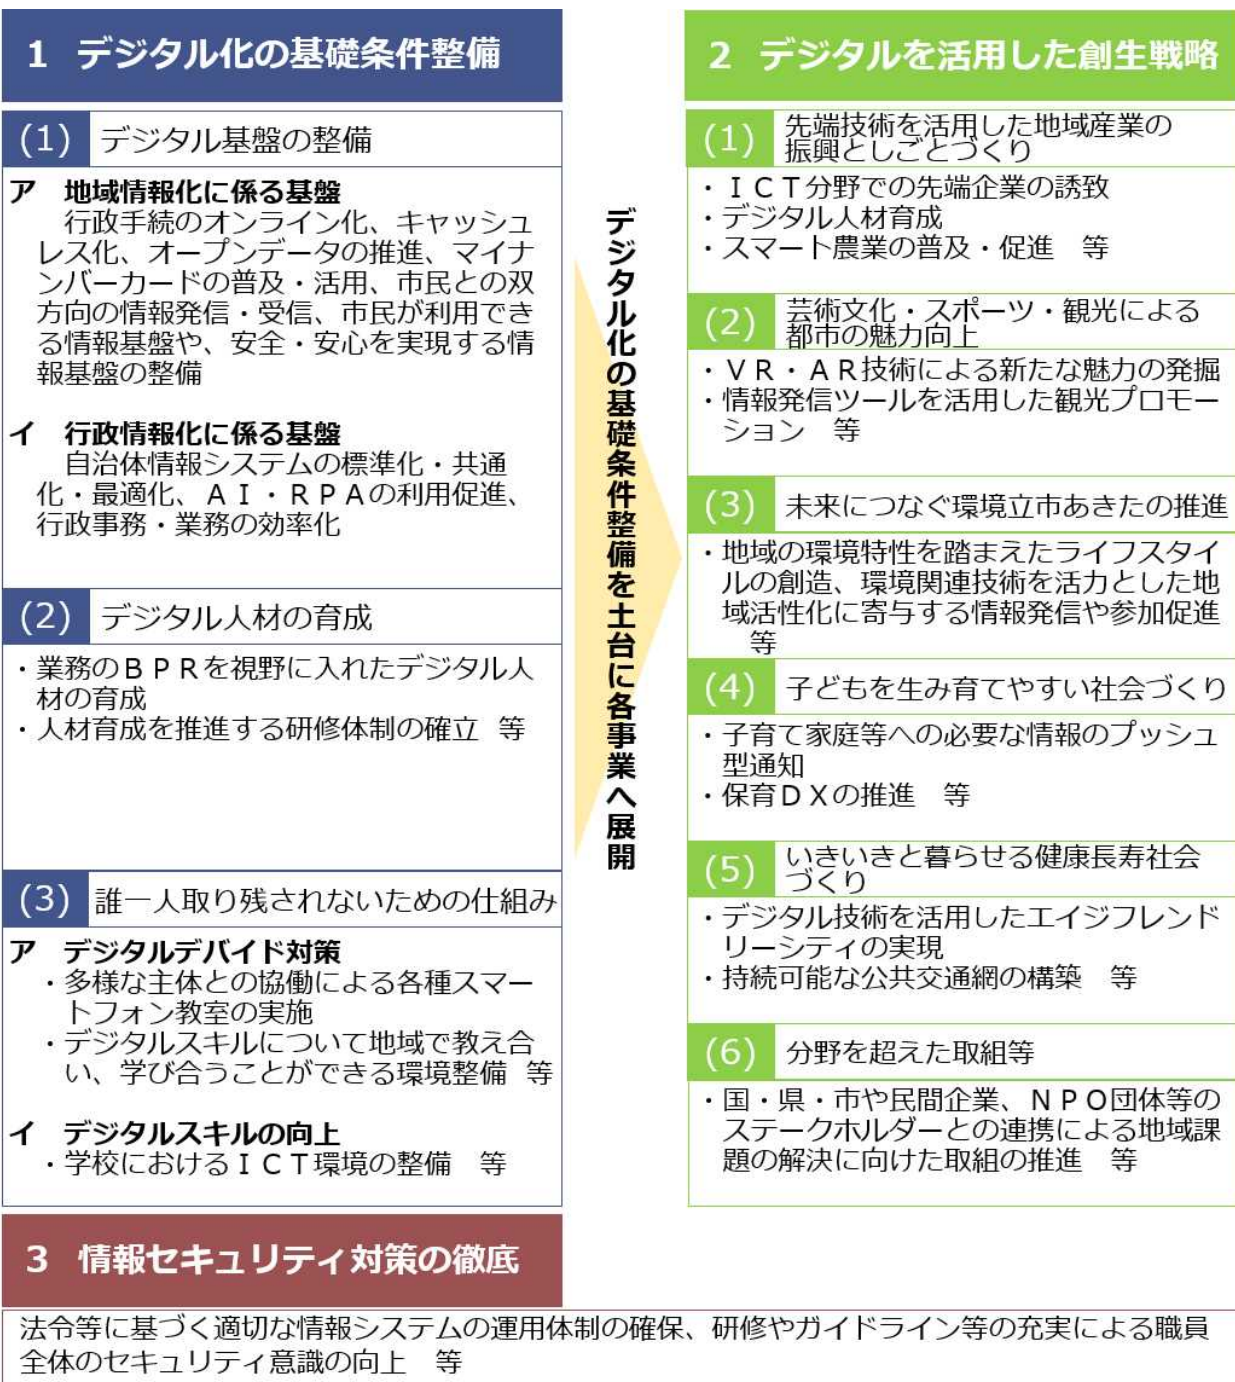 1 デジタル化の基礎条件整備
(1) デジタル基盤の整備
ア 地域情報化に係る基盤
行政手続のオンライン化、キャッシュ
レス化、オープンデータの推進、マイナ
ンバーカードの普及・活用、市民との双
方向の情報発信・受信、市民が利用でき
る情報基盤や、安全・安心を実現する情
報基盤の整備
イ 行政情報化に係る基盤
自治体情報システムの標準化・共通
化・最適化、ＡＩ・ＲＰＡの利用促進、
行政事務・業務の効率化
(2) デジタル人材の育成
・業務のＢＰＲを視野に入れたデジタル人
材の育成
・人材育成を推進する研修体制の確立 等
(3) 誰一人取り残されないための仕組み
ア デジタルデバイド対策
・多様な主体との協働による各種スマー
トフォン教室の実施
・デジタルスキルについて地域で教え合
い、学び合うことができる環境整備 等
イ デジタルスキルの向上
・学校におけるＩＣＴ環境の整備 等
デジタル化の基礎条件整備を土台に各事業へ展開
2 デジタルを活用した創生戦略
(1) 先端技術を活用した地域産業の
振興としごとづくり
・ＩＣＴ分野での先端企業の誘致
・デジタル人材育成
・スマート農業の普及・促進 等
(2) 芸術文化・スポーツ・観光による
都市の魅力向上
・ＶＲ・ＡＲ技術による新たな魅力の発掘
・情報発信ツールを活用した観光プロモー
ション 等
(3) 未来につなぐ環境立市あきたの推進
・地域の環境特性を踏まえたライフスタイ
ルの創造、環境関連技術を活力とした地
域活性化に寄与する情報発信や参加促進
等
(4) 子どもを生み育てやすい社会づくり
・子育て家庭等への必要な情報のプッシュ
型通知
・保育ＤＸの推進 等
(5) いきいきと暮らせる健康長寿社会
づくり
・デジタル技術を活用したエイジフレンド
リーシティの実現
・持続可能な公共交通網の構築 等
(6) 分野を超えた取組等
・国・県・市や民間企業、ＮＰＯ団体等の
ステークホルダーとの連携による地域課
題の解決に向けた取組の推進 等
3 情報セキュリティ対策の徹底
法令等に基づく適切な情報システムの運用体制の確保、研修やガイドライン等の充実による職員
全体のセキュリティ意識の向上 等